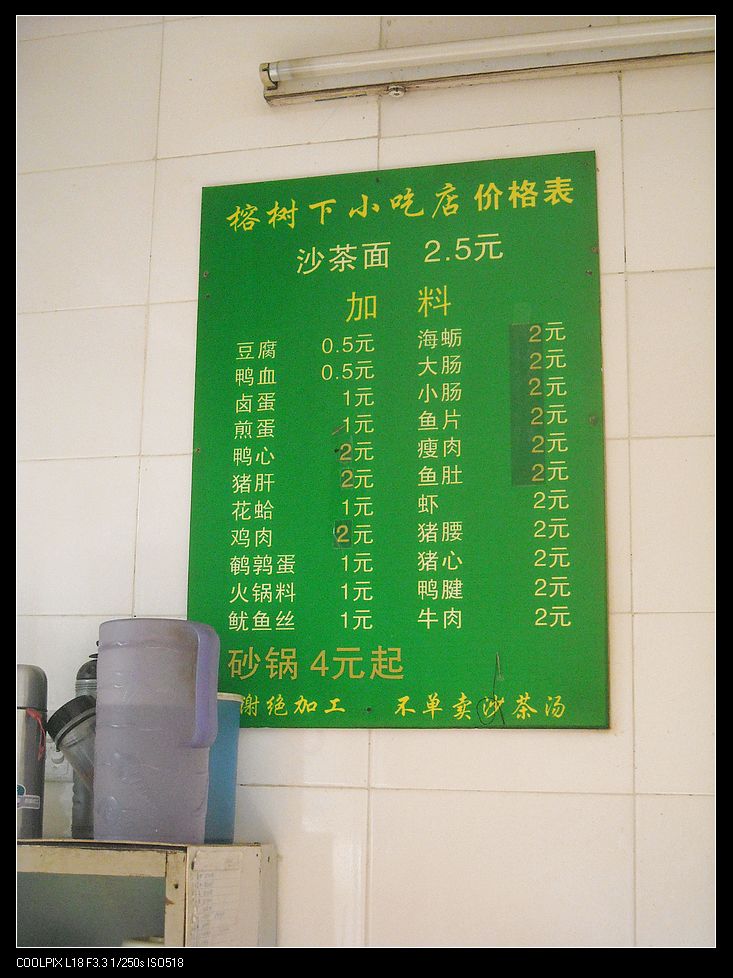 榕树下小吃店价格表
沙茶面 2.5元
加料
豆腐 0.5元 海蛎 2元
鸭血 0.5元 大肠 2元
卤蛋 1元 小肠 2元
煎蛋 1元 鱼片 2元
鸭心 2元 瘦肉 2元
猪肝 2元 鱼肚 2元
花蛤 1元 虾 2元
鸡肉 2元 猪腰 2元
鹌鹑蛋 1元 猪心 2元
火锅料 1元 鸭腱 2元
鱿鱼丝 1元 牛肉 2元
砂锅 4元起
谢绝加工 不单卖沙茶汤
COOLPIX L18 F3.3 1/250s ISO518